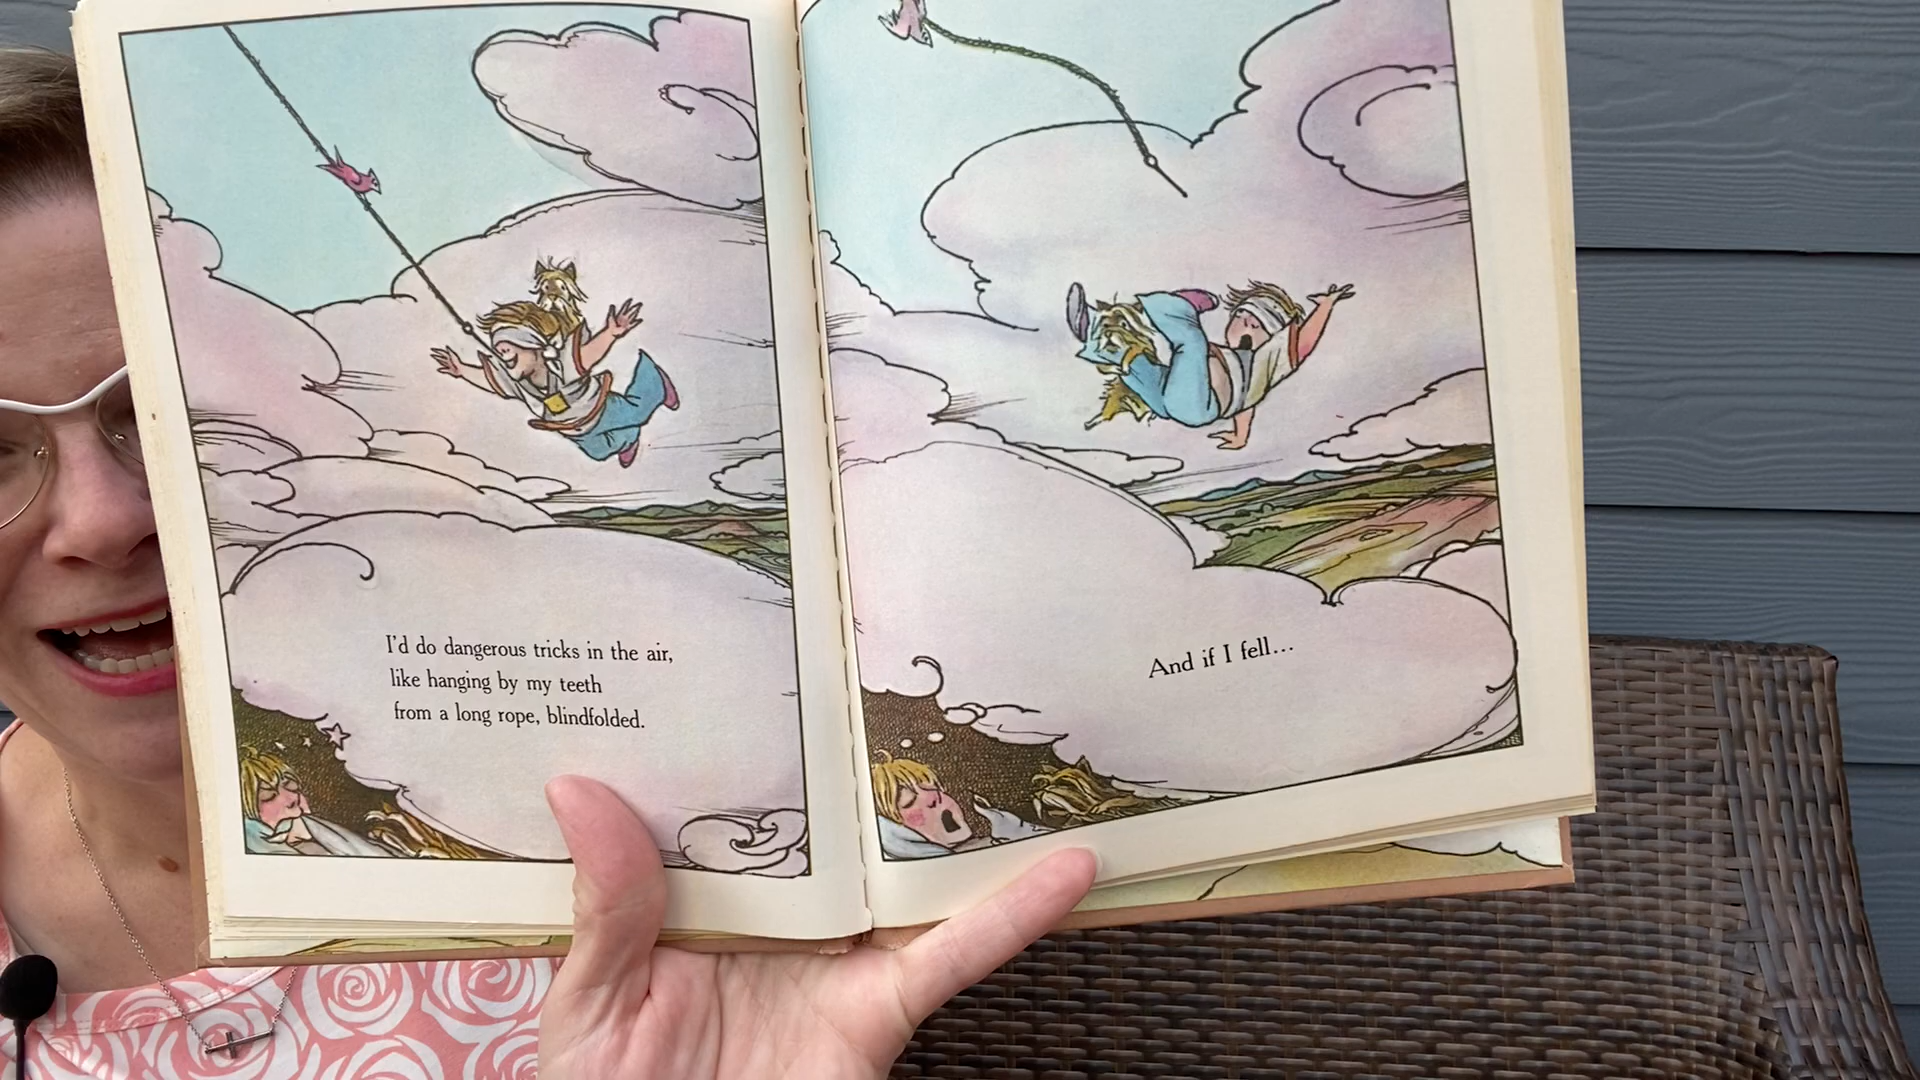 I'd do dangerous tricks in the air,
like hanging by my teeth
from a long rope, blindfolded.
And if I fell...